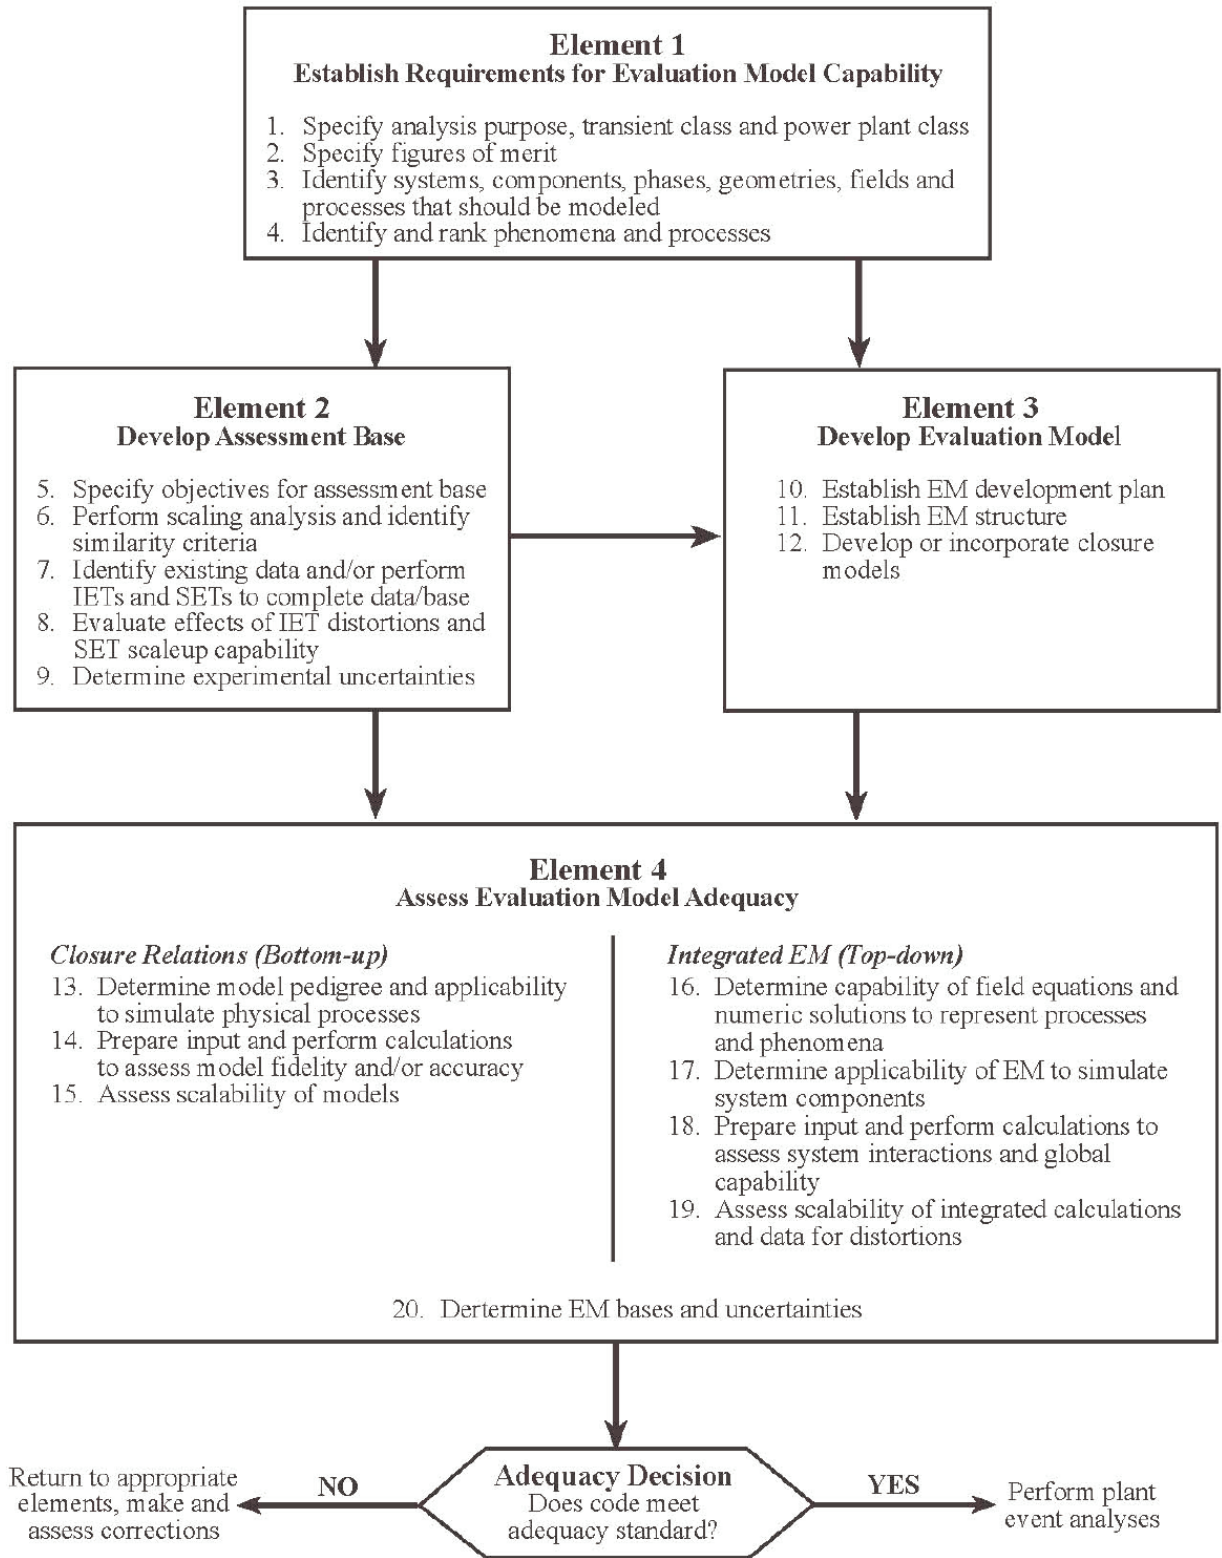 Element 1
Establish Requirements for Evaluation Model Capability
1. Specify analysis purpose, transient class and power plant class
2. Specify figures of merit
3. Identify systems, components, phases, geometries, fields and
processes that should be modeled
4. Identify and rank phenomena and processes
Element 2
Develop Assessment Base
5. Specify objectives for assessment base
6. Perform scaling analysis and identify
similarity criteria
7. Identify existing data and/or perform
IETs and SETs to complete data/base
8. Evaluate effects of IET distortions and
SET scaleup capability
9. Determine experimental uncertainties
Element 3
Develop Evaluation Model
10. Establish EM development plan
11. Establish EM structure
12. Develop or incorporate closure
models
Element 4
Assess Evaluation Model Adequacy
Closure Relations (Bottom-up)
13. Determine model pedigree and applicability
to simulate physical processes
14. Prepare input and perform calculations
to assess model fidelity and/or accuracy
15. Assess scalability of models
Integrated EM (Top-down)
16. Determine capability of field equations and
numeric solutions to represent processes
and phenomena
17. Determine applicability of EM to simulate
system components
18. Prepare input and perform calculations to
assess system interactions and global
capability
19. Assess scalability of integrated calculations
and data for distortions
20. Dertermine EM bases and uncertainties
Adequacy Decision
Does code meet
adequacy standard?
NO
Return to appropriate
elements, make and
assess corrections
YES
Perform plant
event analyses